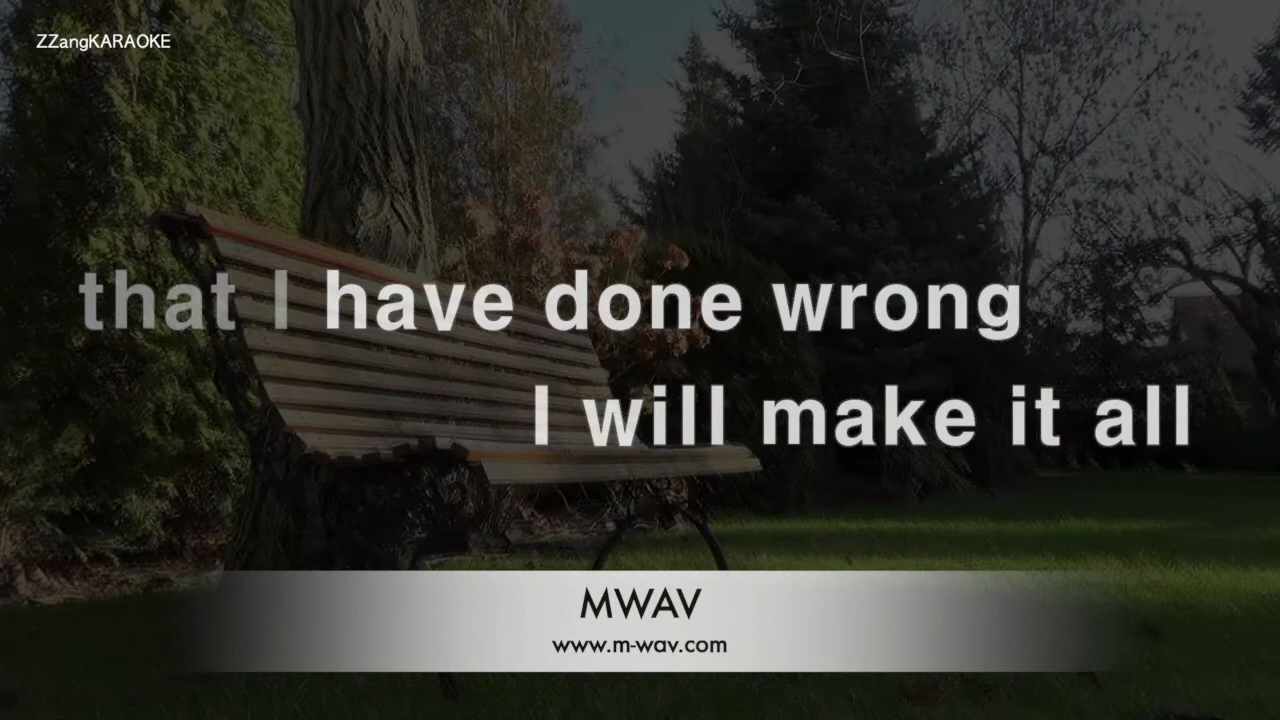 ZZangKARAOKE
that I have done wrong
I will make it all
MWAV
www.m-wav.com